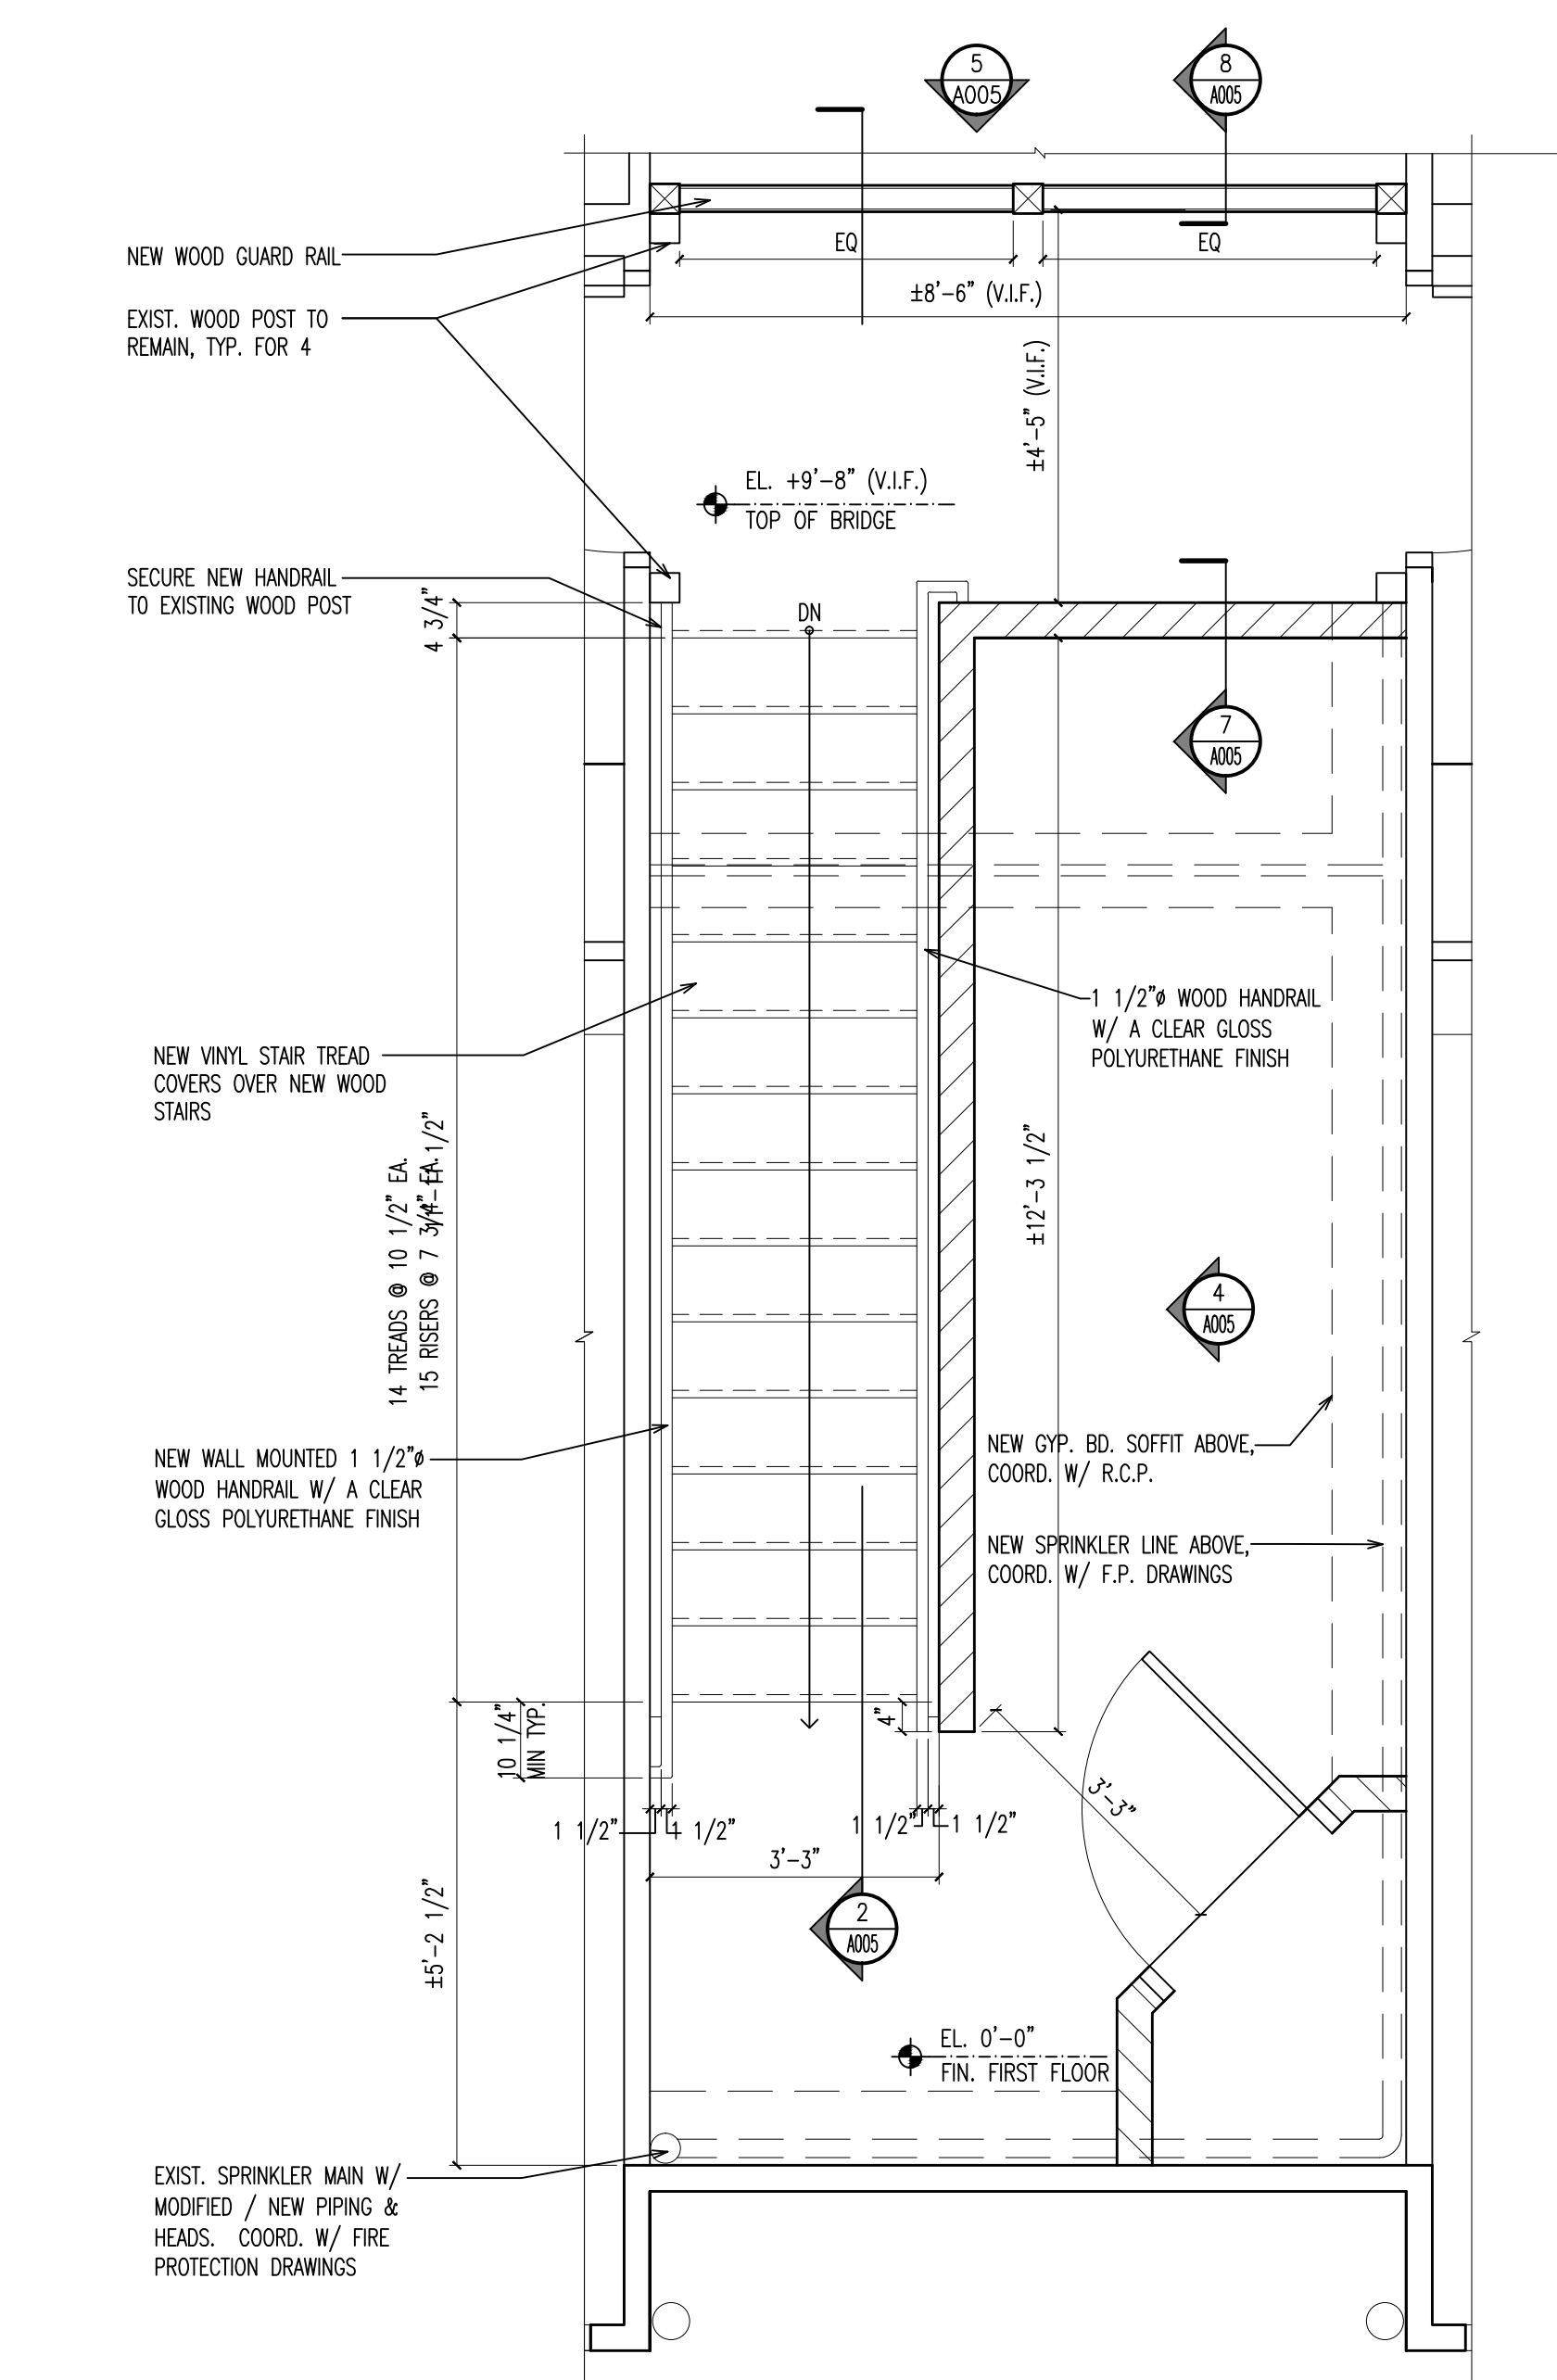 5
A005
8
A005
NEW WOOD GUARD RAIL
EQ
EQ
±8'-6" (V.I.F.)
EXIST. WOOD POST TO
REMAIN, TYP. FOR 4
±4'-5" (V.I.F.)
EL. +9'-8" (V.I.F.)
TOP OF BRIDGE
SECURE NEW HANDRAIL
TO EXISTING WOOD POST
4 3/4"
DN
7
A005
1 1/2"ø WOOD HANDRAIL
W/ A CLEAR GLOSS
POLYURETHANE FINISH
NEW VINYL STAIR TREAD
COVERS OVER NEW WOOD
STAIRS
14 TREADS @ 10 1/2" EA.
15 RISERS @ 7 3/4" EA.
±12'-3 1/2"
4
A005
NEW WALL MOUNTED 1 1/2"ø
WOOD HANDRAIL W/ A CLEAR
GLOSS POLYURETHANE FINISH
NEW GYP. BD. SOFFIT ABOVE,
COORD. W/ R.C.P.
NEW SPRINKLER LINE ABOVE,
COORD. W/ F.P. DRAWINGS
10 1/4"
MIN TYP.
4"
3'-3"
1 1/2"
1 1/2"
1 1/2"
1 1/2"
3'-3"
2
A005
±5'-2 1/2"
EL. 0'-0"
FIN. FIRST FLOOR
EXIST. SPRINKLER MAIN W/
MODIFIED / NEW PIPING &
HEADS. COORD. W/ FIRE
PROTECTION DRAWINGS